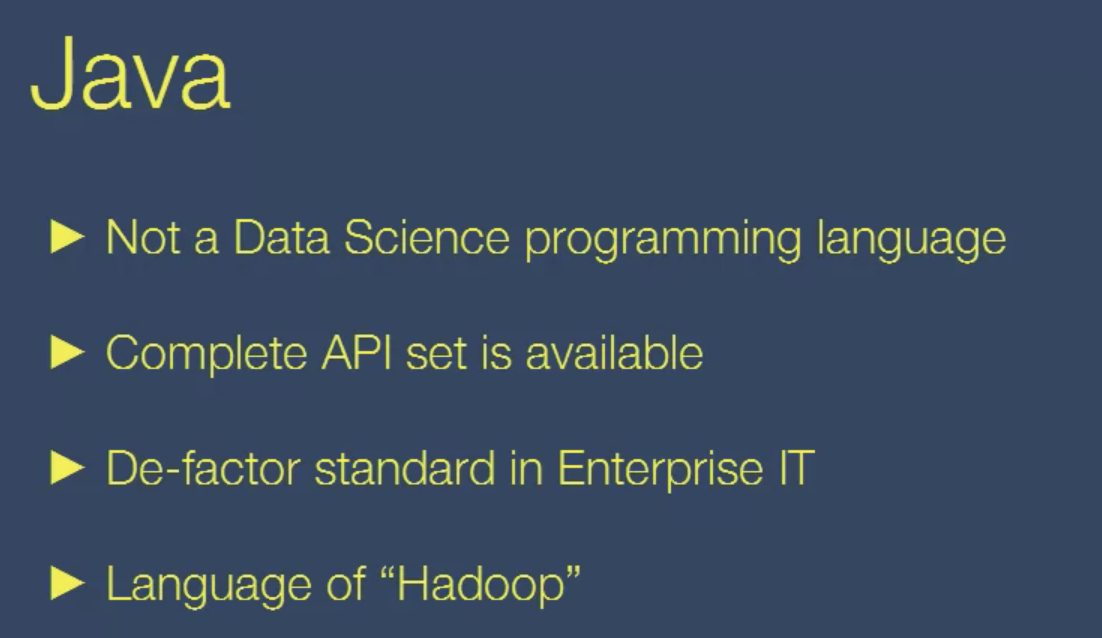 Java
► Not a Data Science programming language
► Complete API set is available
► De-factor standard in Enterprise IT
► Language of “Hadoop”